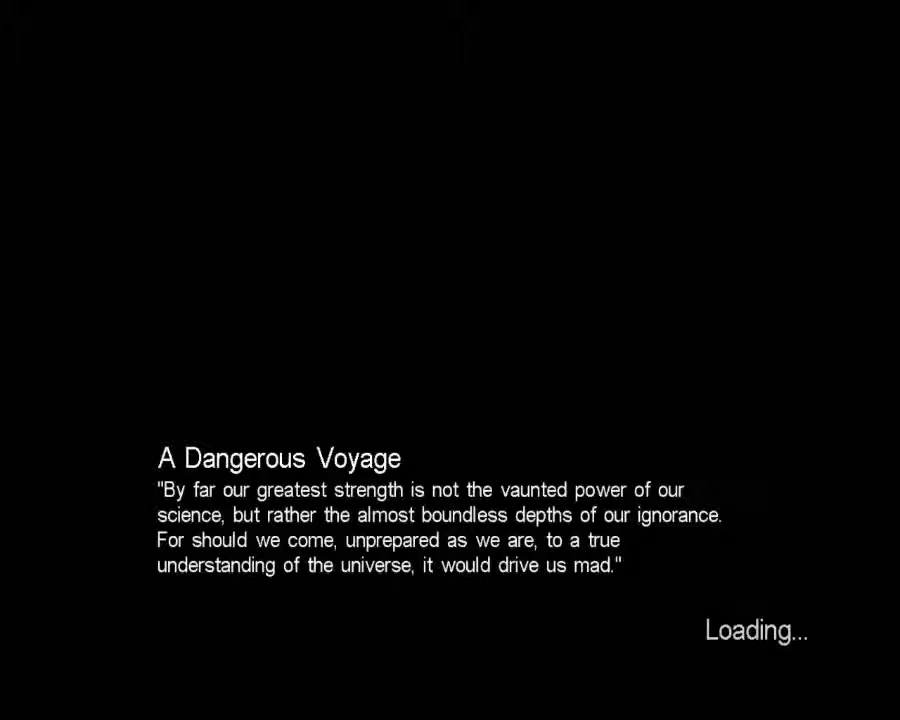 A Dangerous Voyage
"By far our greatest strength is not the vaunted power of our
science, but rather the almost boundless depths of our ignorance.
For should we come, unprepared as we are, to a true
understanding of the universe, it would drive us mad."
Loading...